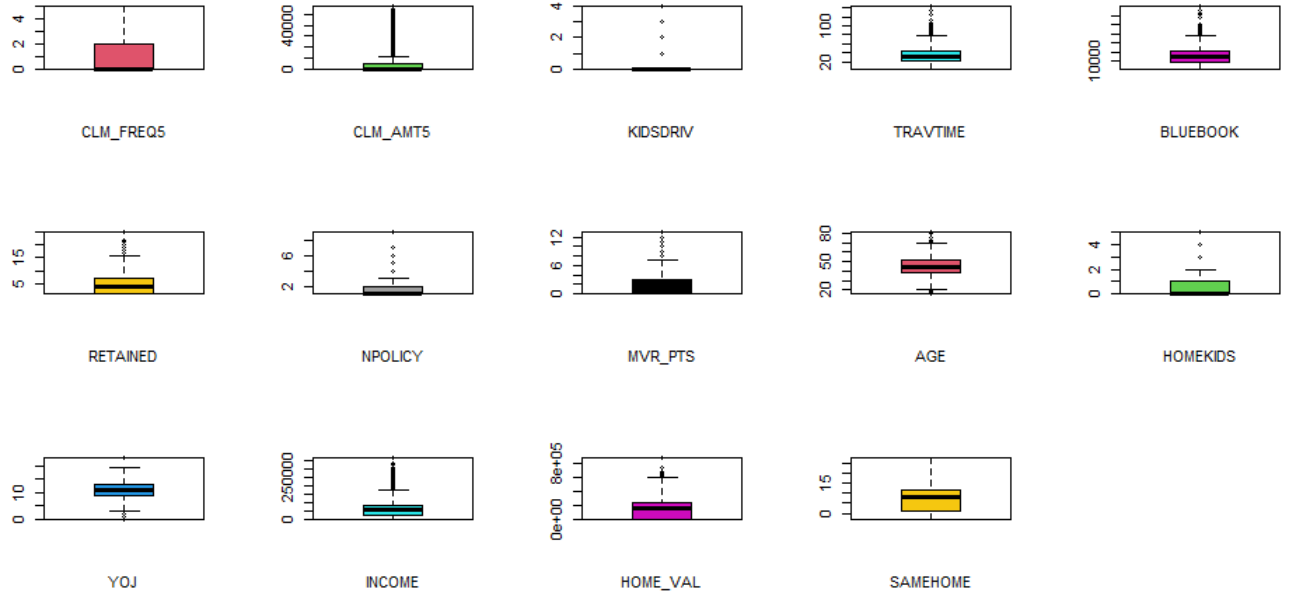 0 2 4
0 40000
0 1 2 3 4
20 100
10000
CLM_FREQ5 CLM_AMT5 KIDSDRIV TRAVTIME BLUEBOOK
5 15
2 6
0 6 12
20 50 80
0 2 4
RETAINED NPOLICY MVR_PTS AGE HOMEKIDS
0 10
0 250000
0e+00 8e+05
0 15
YOJ INCOME HOME_VAL SAMEHOME